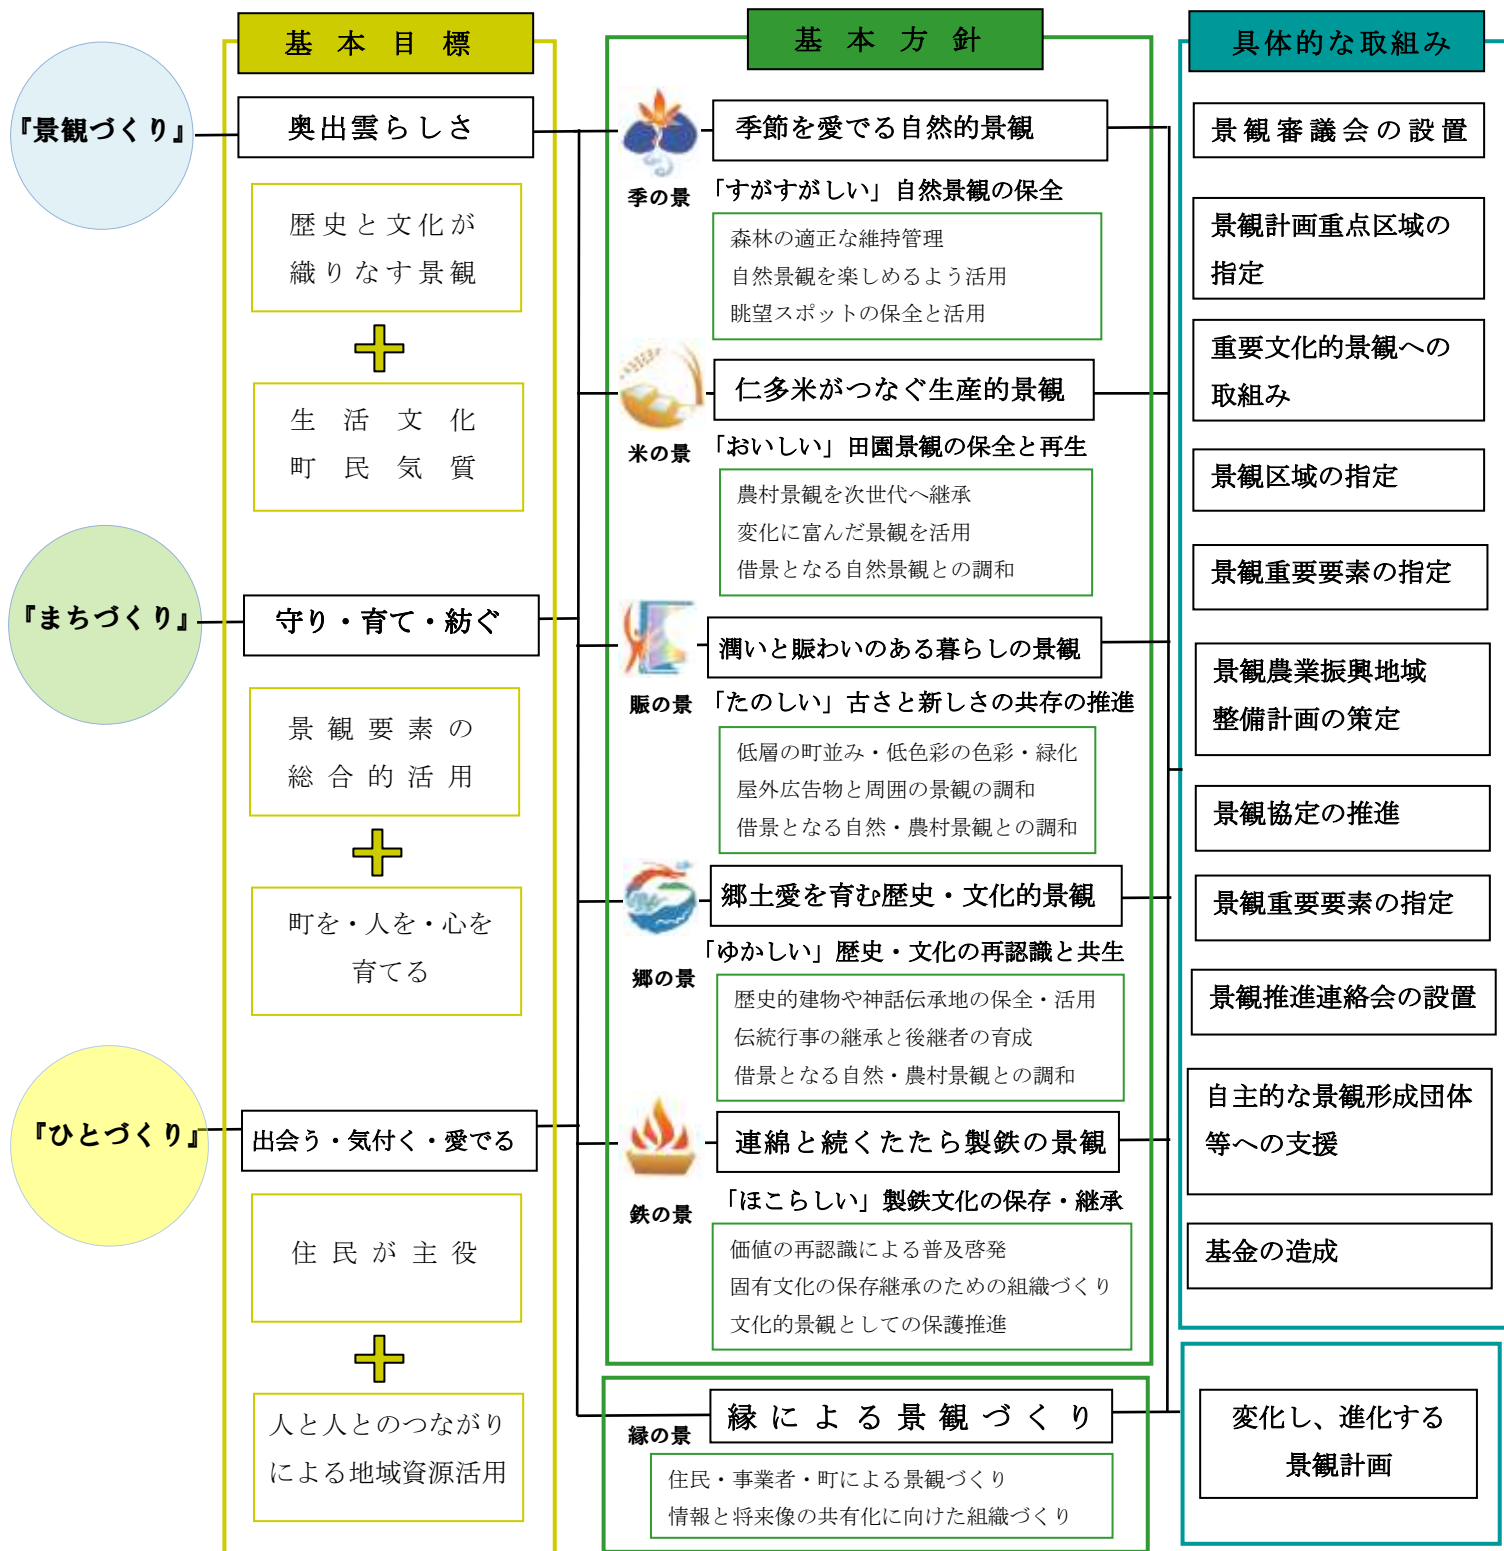 基本目標
『景観づくり』
奥出雲らしさ
歴史と文化が
織りなす景観
生活文化
町民気質
『まちづくり』
守り・育て・紡ぐ
景観要素の
総合的活用
町を・人を・心を
育てる
『ひとづくり』
出会う・気付く・愛でる
住民が主役
人と人とのつながり
による地域資源活用
基本方針
季の景
季節を愛でる自然的景観
「すがすがしい」自然景観の保全
森林の適正な維持管理
自然景観を楽しめるよう活用
眺望スポットの保全と活用
米の景
仁多米がつなぐ生産的景観
「おいしい」田園景観の保全と再生
農村景観を次世代へ継承
変化に富んだ景観を活用
借景となる自然景観との調和
賑の景
潤いと賑わいのある暮らしの景観
「たのしい」古さと新しさの共存の推進
低層の町並み・低色彩の色彩・緑化
屋外広告物と周囲の景観の調和
借景となる自然・農村景観との調和
郷の景
郷土愛を育む歴史・文化的景観
「ゆかしい」歴史・文化の再認識と共生
歴史的建物や神話伝承地の保全・活用
伝統行事の継承と後継者の育成
借景となる自然・農村景観との調和
鉄の景
連綿と続くたたら製鉄の景観
「ほこらしい」製鉄文化の保存・継承
価値の再認識による普及啓発
固有文化の保存継承のための組織づくり
文化的景観としての保護推進
縁の景
縁による景観づくり
住民・事業者・町による景観づくり
情報と将来像の共有化に向けた組織づくり
具体的な取組み
景観審議会の設置
景観計画重点区域の
指定
重要文化的景観への
取組み
景観区域の指定
景観重要要素の指定
景観農業振興地域
整備計画の策定
景観協定の推進
景観重要要素の指定
景観推進連絡会の設置
自主的な景観形成団体
等への支援
基金の造成
変化し、進化する
景観計画